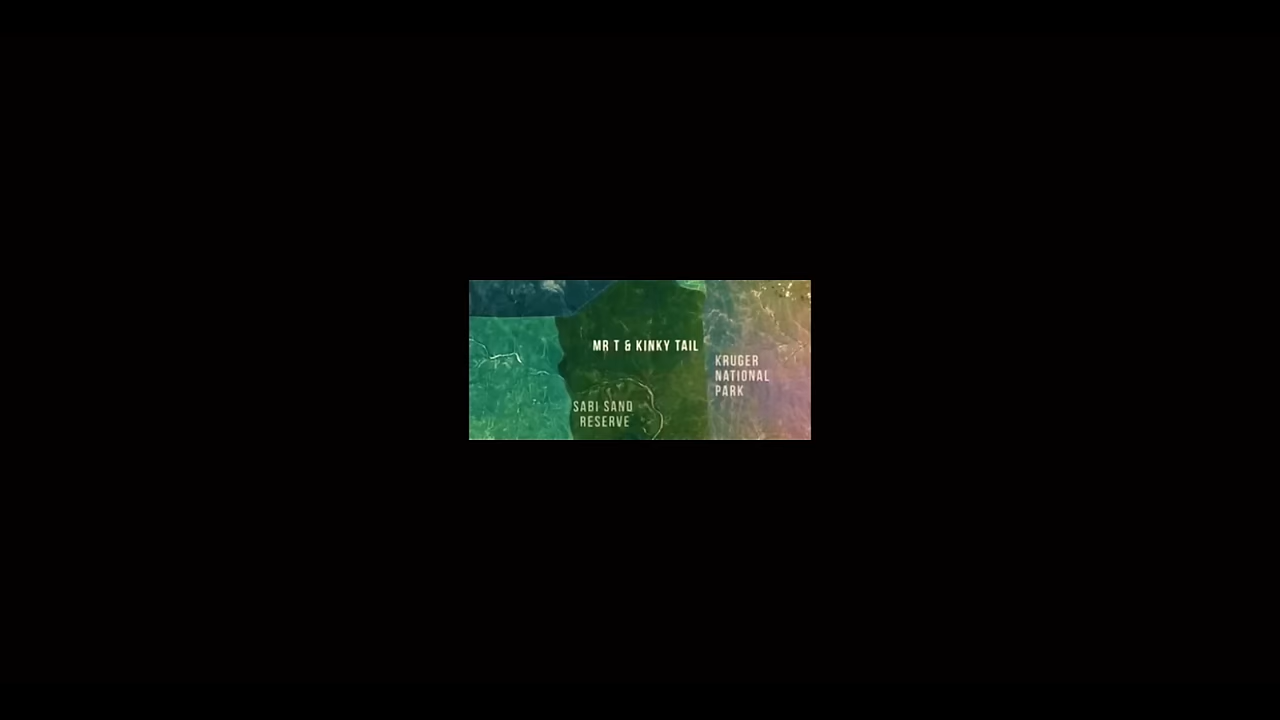 MR T & KINKY TAIL
KRUGER
NATIONAL
PARK
SABI SAND
RESERVE